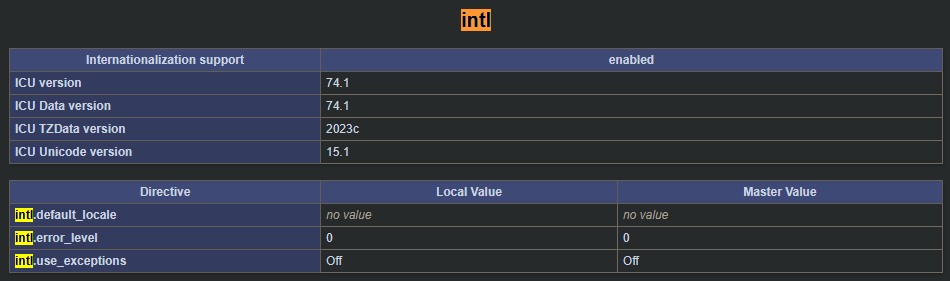 intl
Internationalization support enabled
ICU version 74.1
ICU Data version 74.1
ICU TZData version 2023c
ICU Unicode version 15.1
Directive Local Value Master Value
intl.default_locale no value no value
intl.error_level 0 0
intl.use_exceptions Off Off